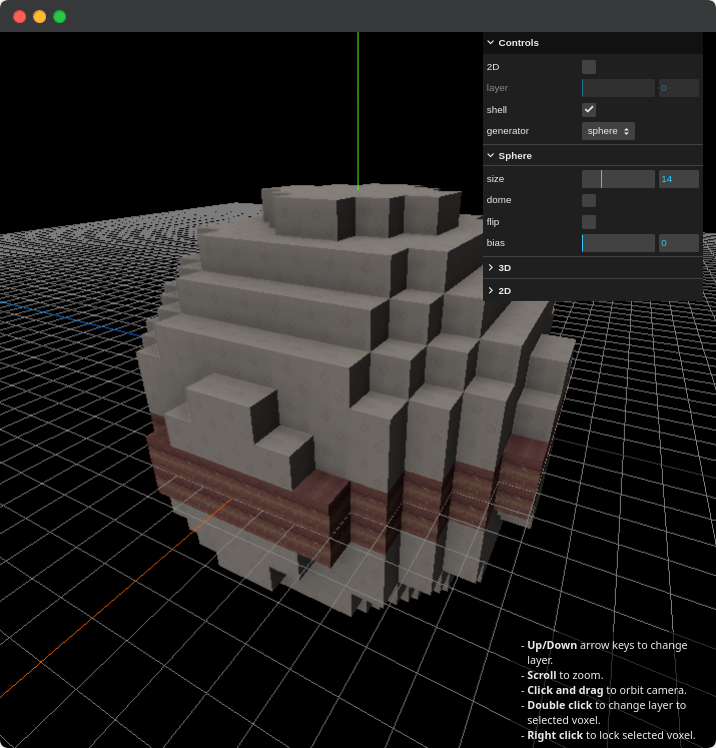 Controls
2D
layer 0
shell
generator sphere
Sphere
size 14
dome
flip
bias 0
3D
2D
- Up/Down arrow keys to change
layer.
- Scroll to zoom.
- Click and drag to orbit camera.
- Double click to change layer to
selected voxel.
- Right click to lock selected voxel.